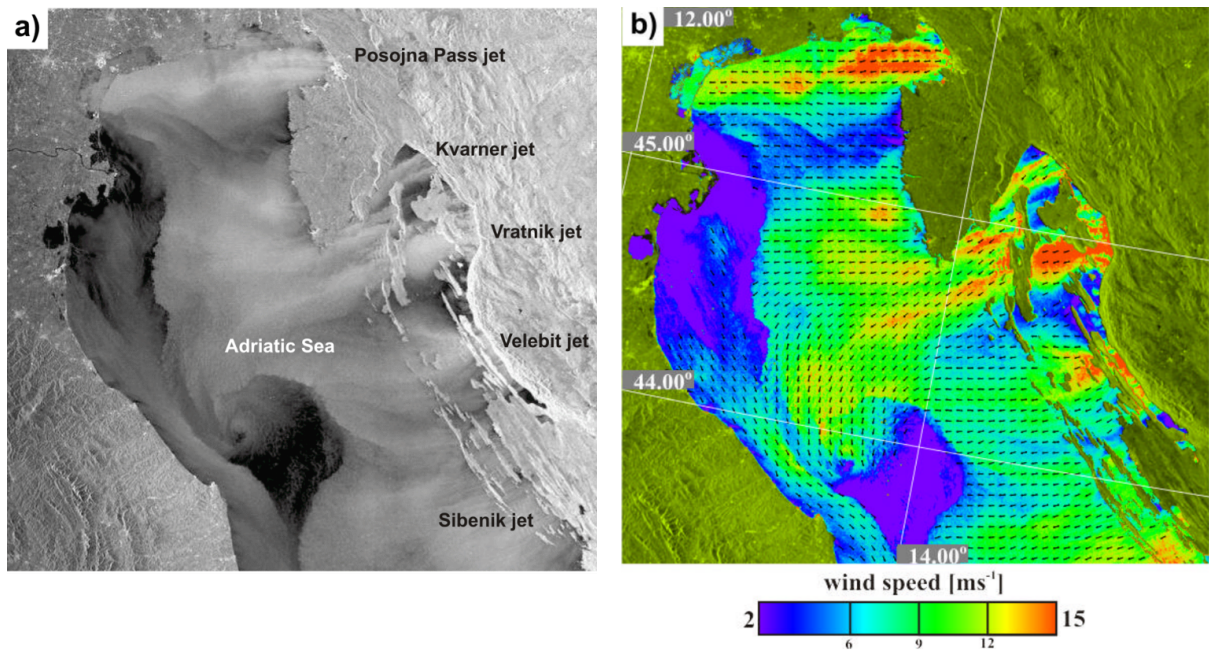 a)
Posojna Pass jet
Kvarner jet
Vratnik jet
Velebit jet
Adriatic Sea
Sibenik jet
b)
12.00°
45.00°
44.00°
14.00°
wind speed [ms⁻¹]
2 15
6 9 12